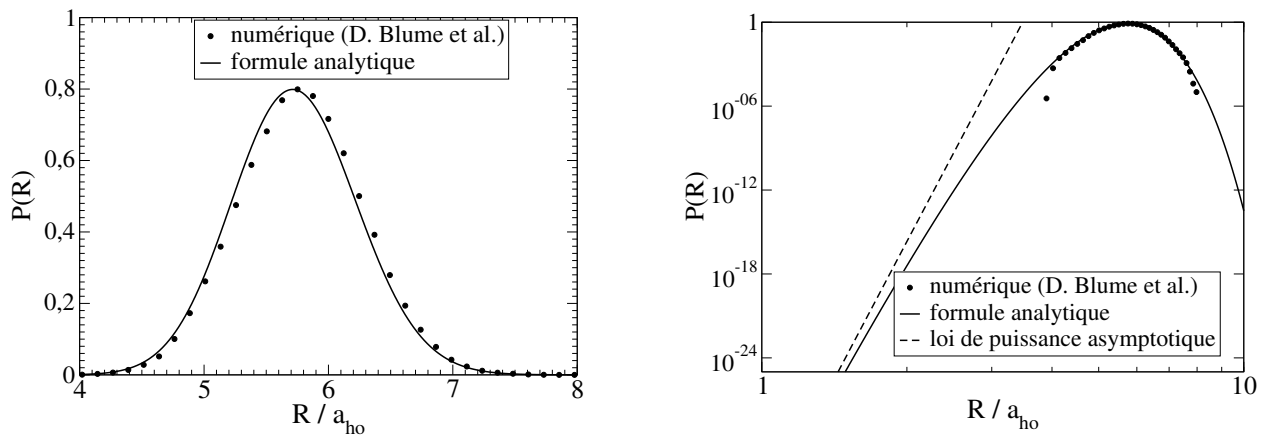 1
0,8
0,6
0,4
0,2
0
P(R)
numérique (D. Blume et al.)
formule analytique
4 5 6 7 8
R / a_ho
1
10^-06
10^-12
10^-18
10^-24
P(R)
numérique (D. Blume et al.)
formule analytique
loi de puissance asymptotique
1 10
R / a_ho